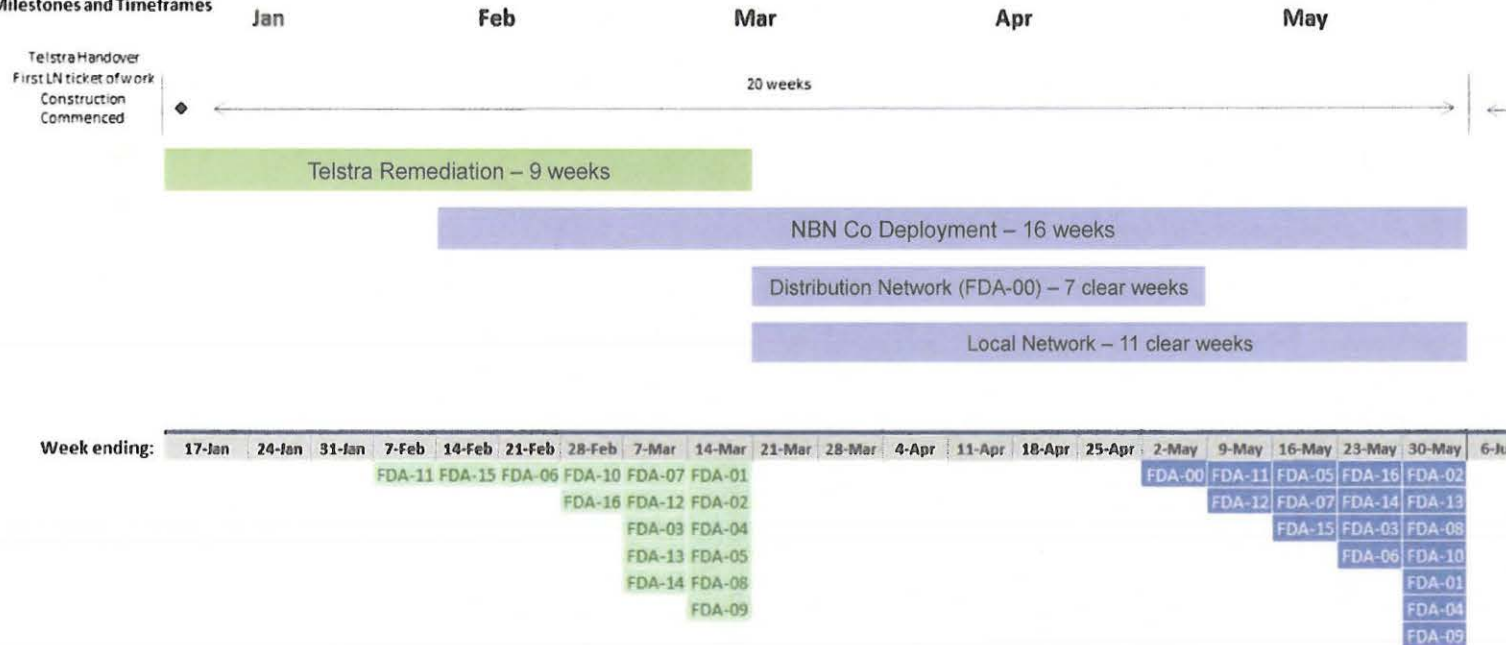 Milestones and Timeframes
Jan Feb Mar Apr May
Telstra Handover
First LN ticket of work
Construction
Commenced
20 weeks
Telstra Remediation – 9 weeks
NBN Co Deployment – 16 weeks
Distribution Network (FDA-00) – 7 clear weeks
Local Network – 11 clear weeks
Week ending: 17-Jan 24-Jan 31-Jan 7-Feb 14-Feb 21-Feb 28-Feb 7-Mar 14-Mar 21-Mar 28-Mar 4-Apr 11-Apr 18-Apr 25-Apr 2-May 9-May 16-May 23-May 30-May
FDA-11 FDA-15 FDA-06 FDA-10 FDA-07 FDA-01 FDA-00 FDA-11 FDA-05 FDA-16 FDA-02
FDA-16 FDA-12 FDA-02 FDA-12 FDA-07 FDA-14 FDA-13
FDA-03 FDA-04 FDA-15 FDA-03 FDA-08
FDA-13 FDA-05 FDA-06 FDA-10
FDA-14 FDA-08 FDA-01
FDA-09 FDA-04
FDA-09